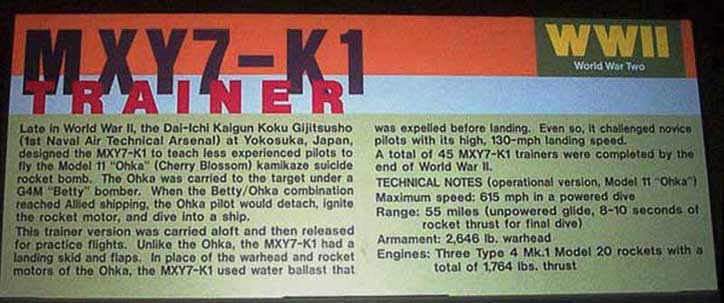 MXY7-K1
TRAINER
WWII
World War Two
Late in World War II, the Dai-Ichi Kaigun Koku Gijitsusho
(1st Naval Air Technical Arsenal) at Yokosuka, Japan,
designed the MXY7-K1 to teach less experienced pilots to
fly the Model 11 "Ohka" (Cherry Blossom) kamikaze suicide
rocket bomb. The Ohka was carried to the target under a
G4M "Betty" bomber. When the Betty/Ohka combination
reached Allied shipping, the Ohka pilot would detach, ignite
the rocket motor, and dive into a ship.
This trainer version was carried aloft and then released
for practice flights. Unlike the Ohka, the MXY7-K1 had a
landing skid and flaps. In place of the warhead and rocket
motors of the Ohka, the MXY7-K1 used water ballast that
was expelled before landing. Even so, it challenged novice
pilots with its high, 130-mph landing speed.
A total of 45 MXY7-K1 trainers were completed by the
end of World War II.
TECHNICAL NOTES (operational version, Model 11 "Ohka")
Maximum speed: 615 mph in a powered dive
Range: 55 miles (unpowered glide, 8-10 seconds of
rocket thrust for final dive)
Armament: 2,646 lb. warhead
Engines: Three Type 4 Mk.1 Model 20 rockets with a
total of 1,764 lbs. thrust